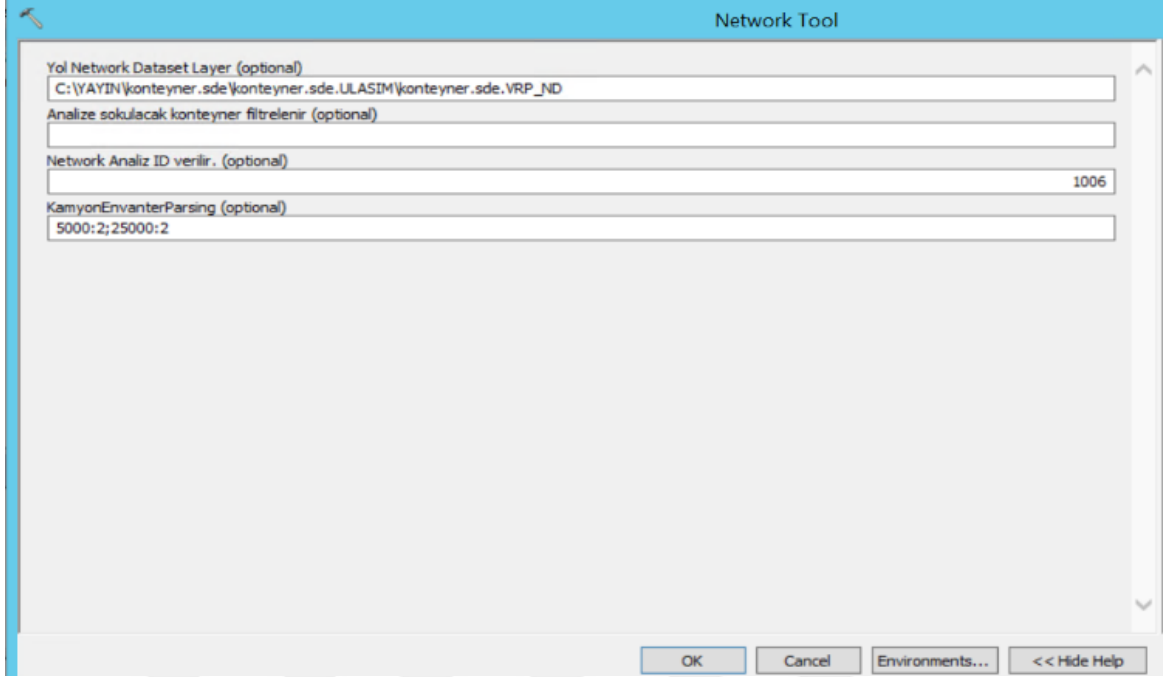 Network Tool
Yol Network Dataset Layer (optional)
C:\YAYIN\konteyner.sde\konteyner.sde.ULASIM\konteyner.sde.VRP_ND
Analize sokulacak konteyner filtrelenir (optional)
Network Analiz ID verilir. (optional)
1006
KamyonEnvanterParsing (optional)
5000:2;25000:2
OK Cancel Environments... << Hide Help